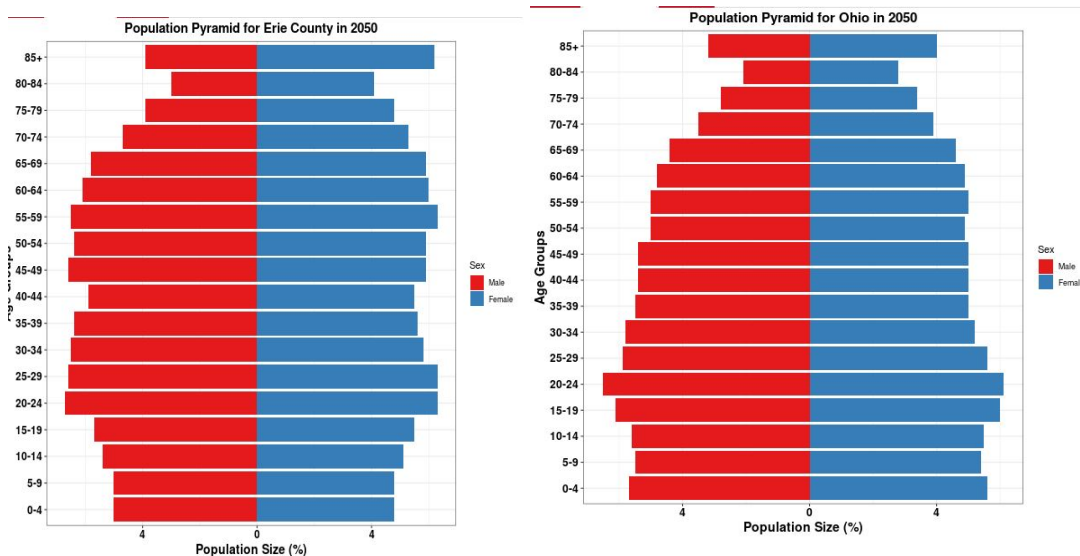 Population Pyramid for Erie County in 2050
85+
80-84
75-79
70-74
65-69
60-64
55-59
50-54
45-49
40-44
35-39
30-34
25-29
20-24
15-19
10-14
5-9
0-4
Age Groups
4 0 4
Population Size (%)
Sex
Male
Female
Population Pyramid for Ohio in 2050
85+
80-84
75-79
70-74
65-69
60-64
55-59
50-54
45-49
40-44
35-39
30-34
25-29
20-24
15-19
10-14
5-9
0-4
Age Groups
4 0 4
Population Size (%)
Sex
Male
Femal